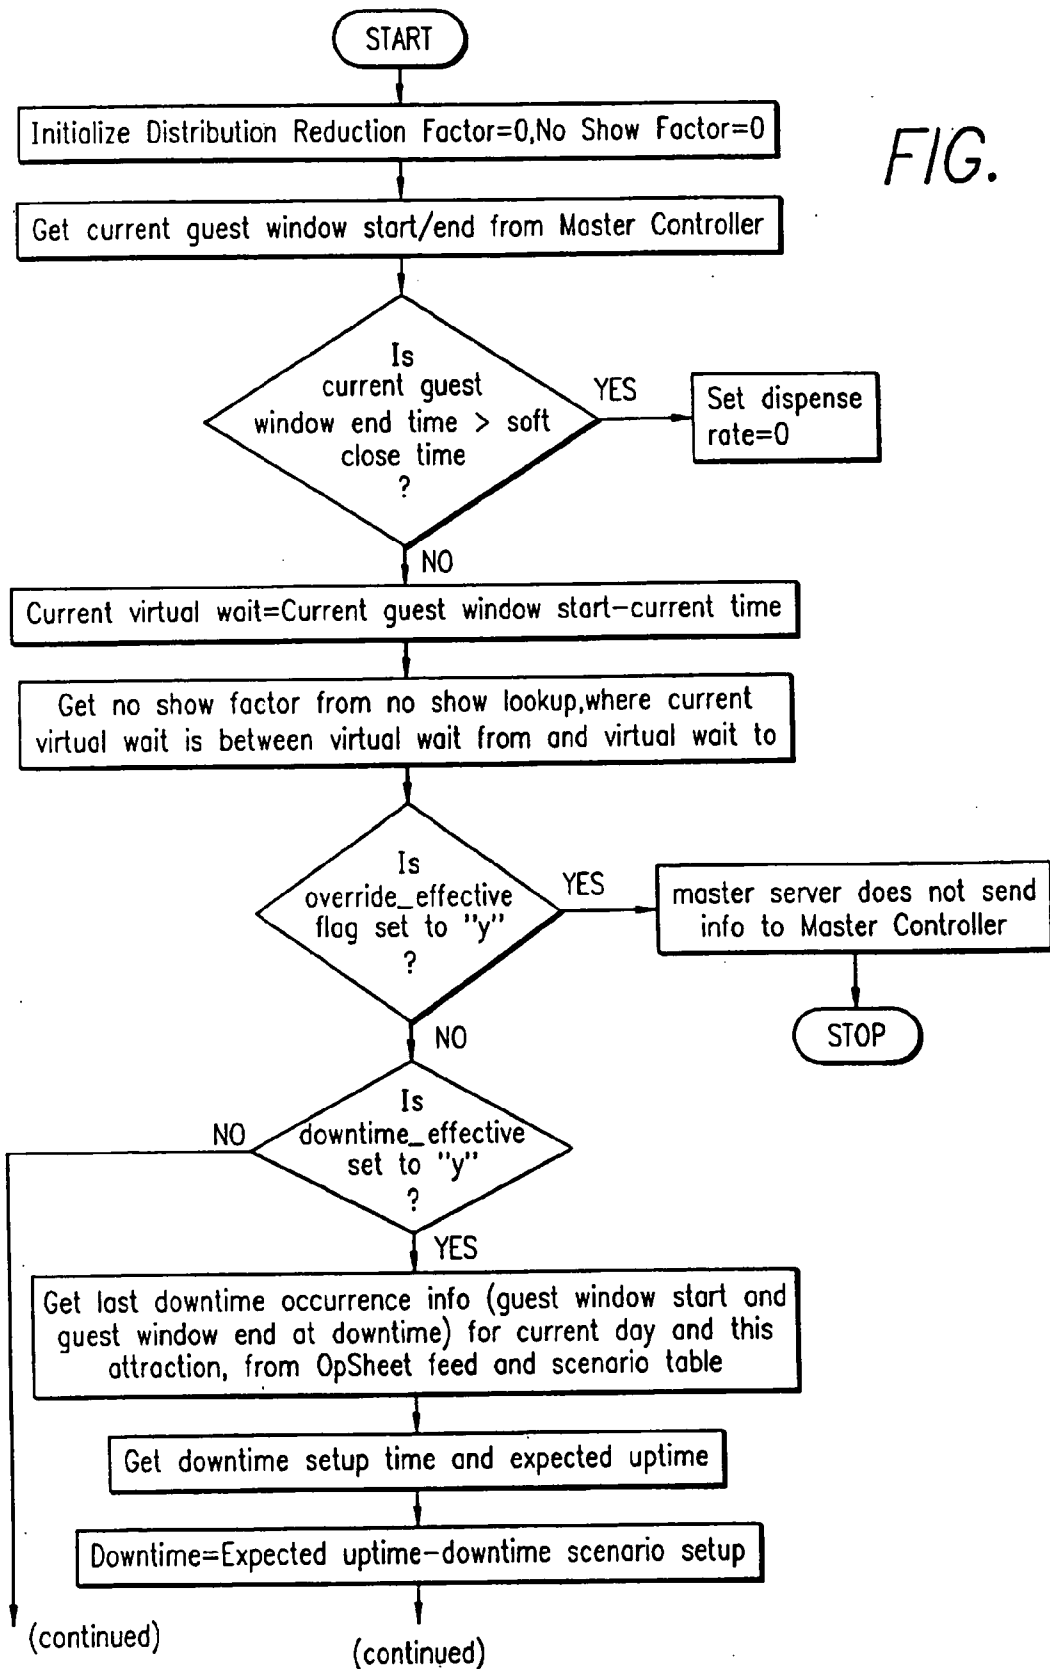 START
Initialize Distribution Reduction Factor=0,No Show Factor=0
FIG.
Get current guest window start/end from Master Controller
Is
current guest
window end time > soft
close time
?
YES
Set dispense
rate=0
NO
Current virtual wait=Current guest window start-current time
Get no show factor from no show lookup,where current
virtual wait is between virtual wait from and virtual wait to
Is
override_effective
flag set to "y"
?
YES
master server does not send
info to Master Controller
STOP
NO
Is
downtime_effective
set to "y"
?
NO
YES
Get last downtime occurrence info (guest window start and
guest window end at downtime) for current day and this
attraction, from OpSheet feed and scenario table
Get downtime setup time and expected uptime
Downtime=Expected uptime-downtime scenario setup
(continued)
(continued)